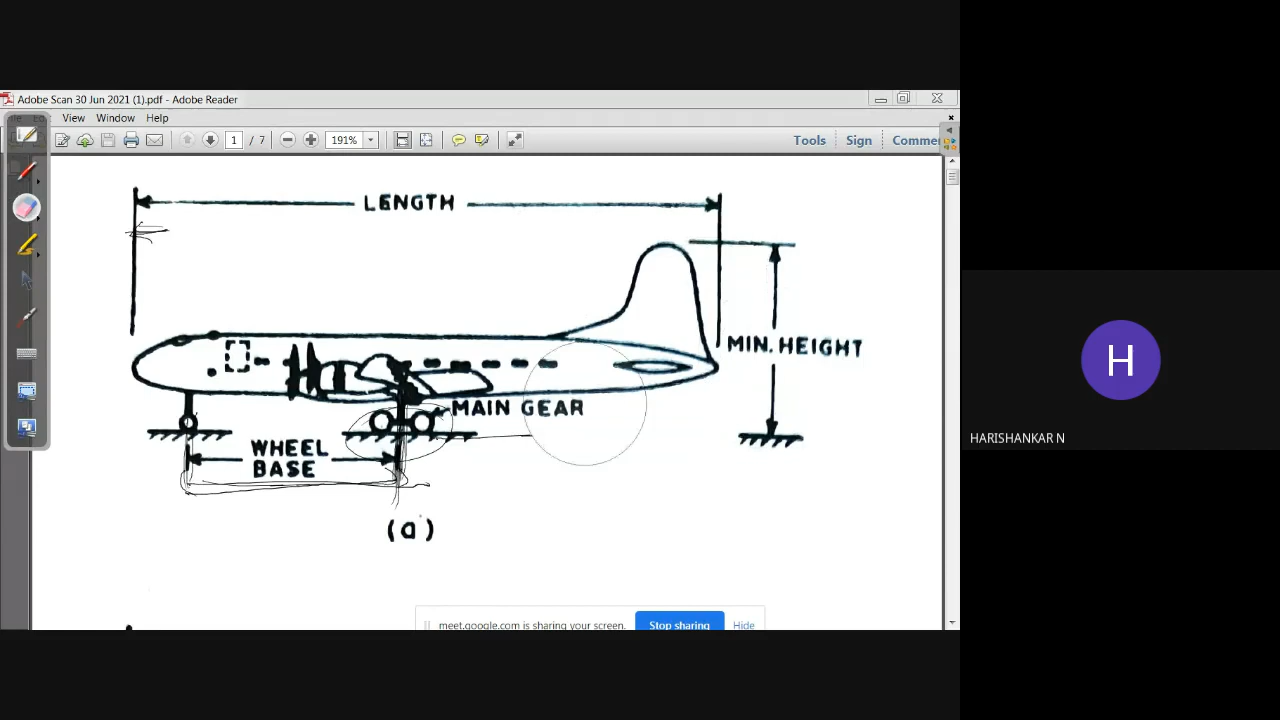 Adobe Scan 30 Jun 2021 (1).pdf - Adobe Reader
View Window Help
1 / 7 191% Tools Sign
LENGTH
MIN. HEIGHT
MAIN GEAR
WHEEL
BASE
(a)
meet.google.com is sharing your screen. Stop sharing Hide
H
HARISHANKAR N